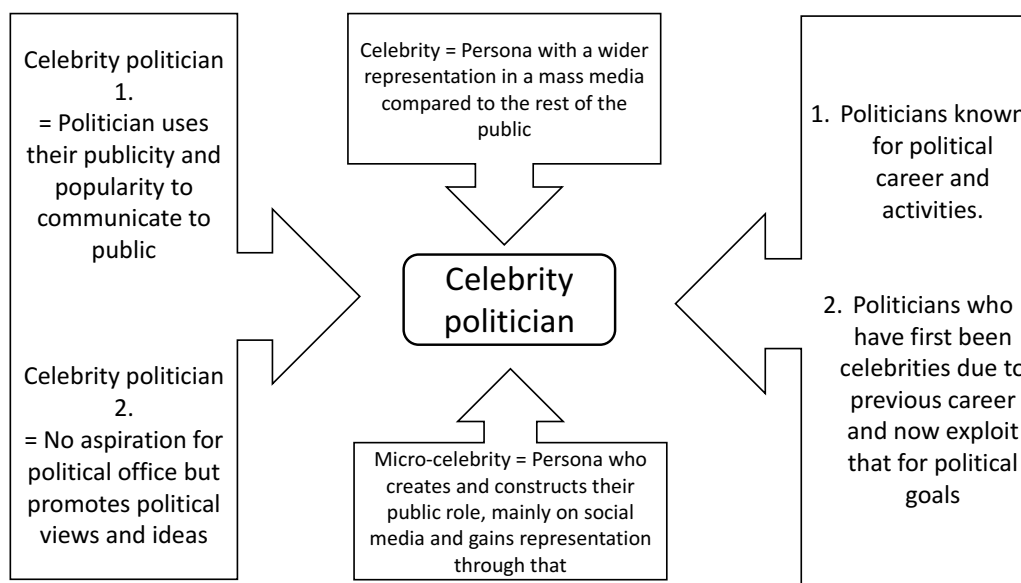 Celebrity politician
1.
= Politician uses
their publicity and
popularity to
communicate to
public
Celebrity politician
2.
= No aspiration for
political office but
promotes political
views and ideas
Celebrity = Persona with a wider
representation in a mass media
compared to the rest of the
public
Celebrity
politician
Micro-celebrity = Persona who
creates and constructs their
public role, mainly on social
media and gains representation
through that
1. Politicians known
for political
career and
activities.
2. Politicians who
have first been
celebrities due to
previous career
and now exploit
that for political
goals